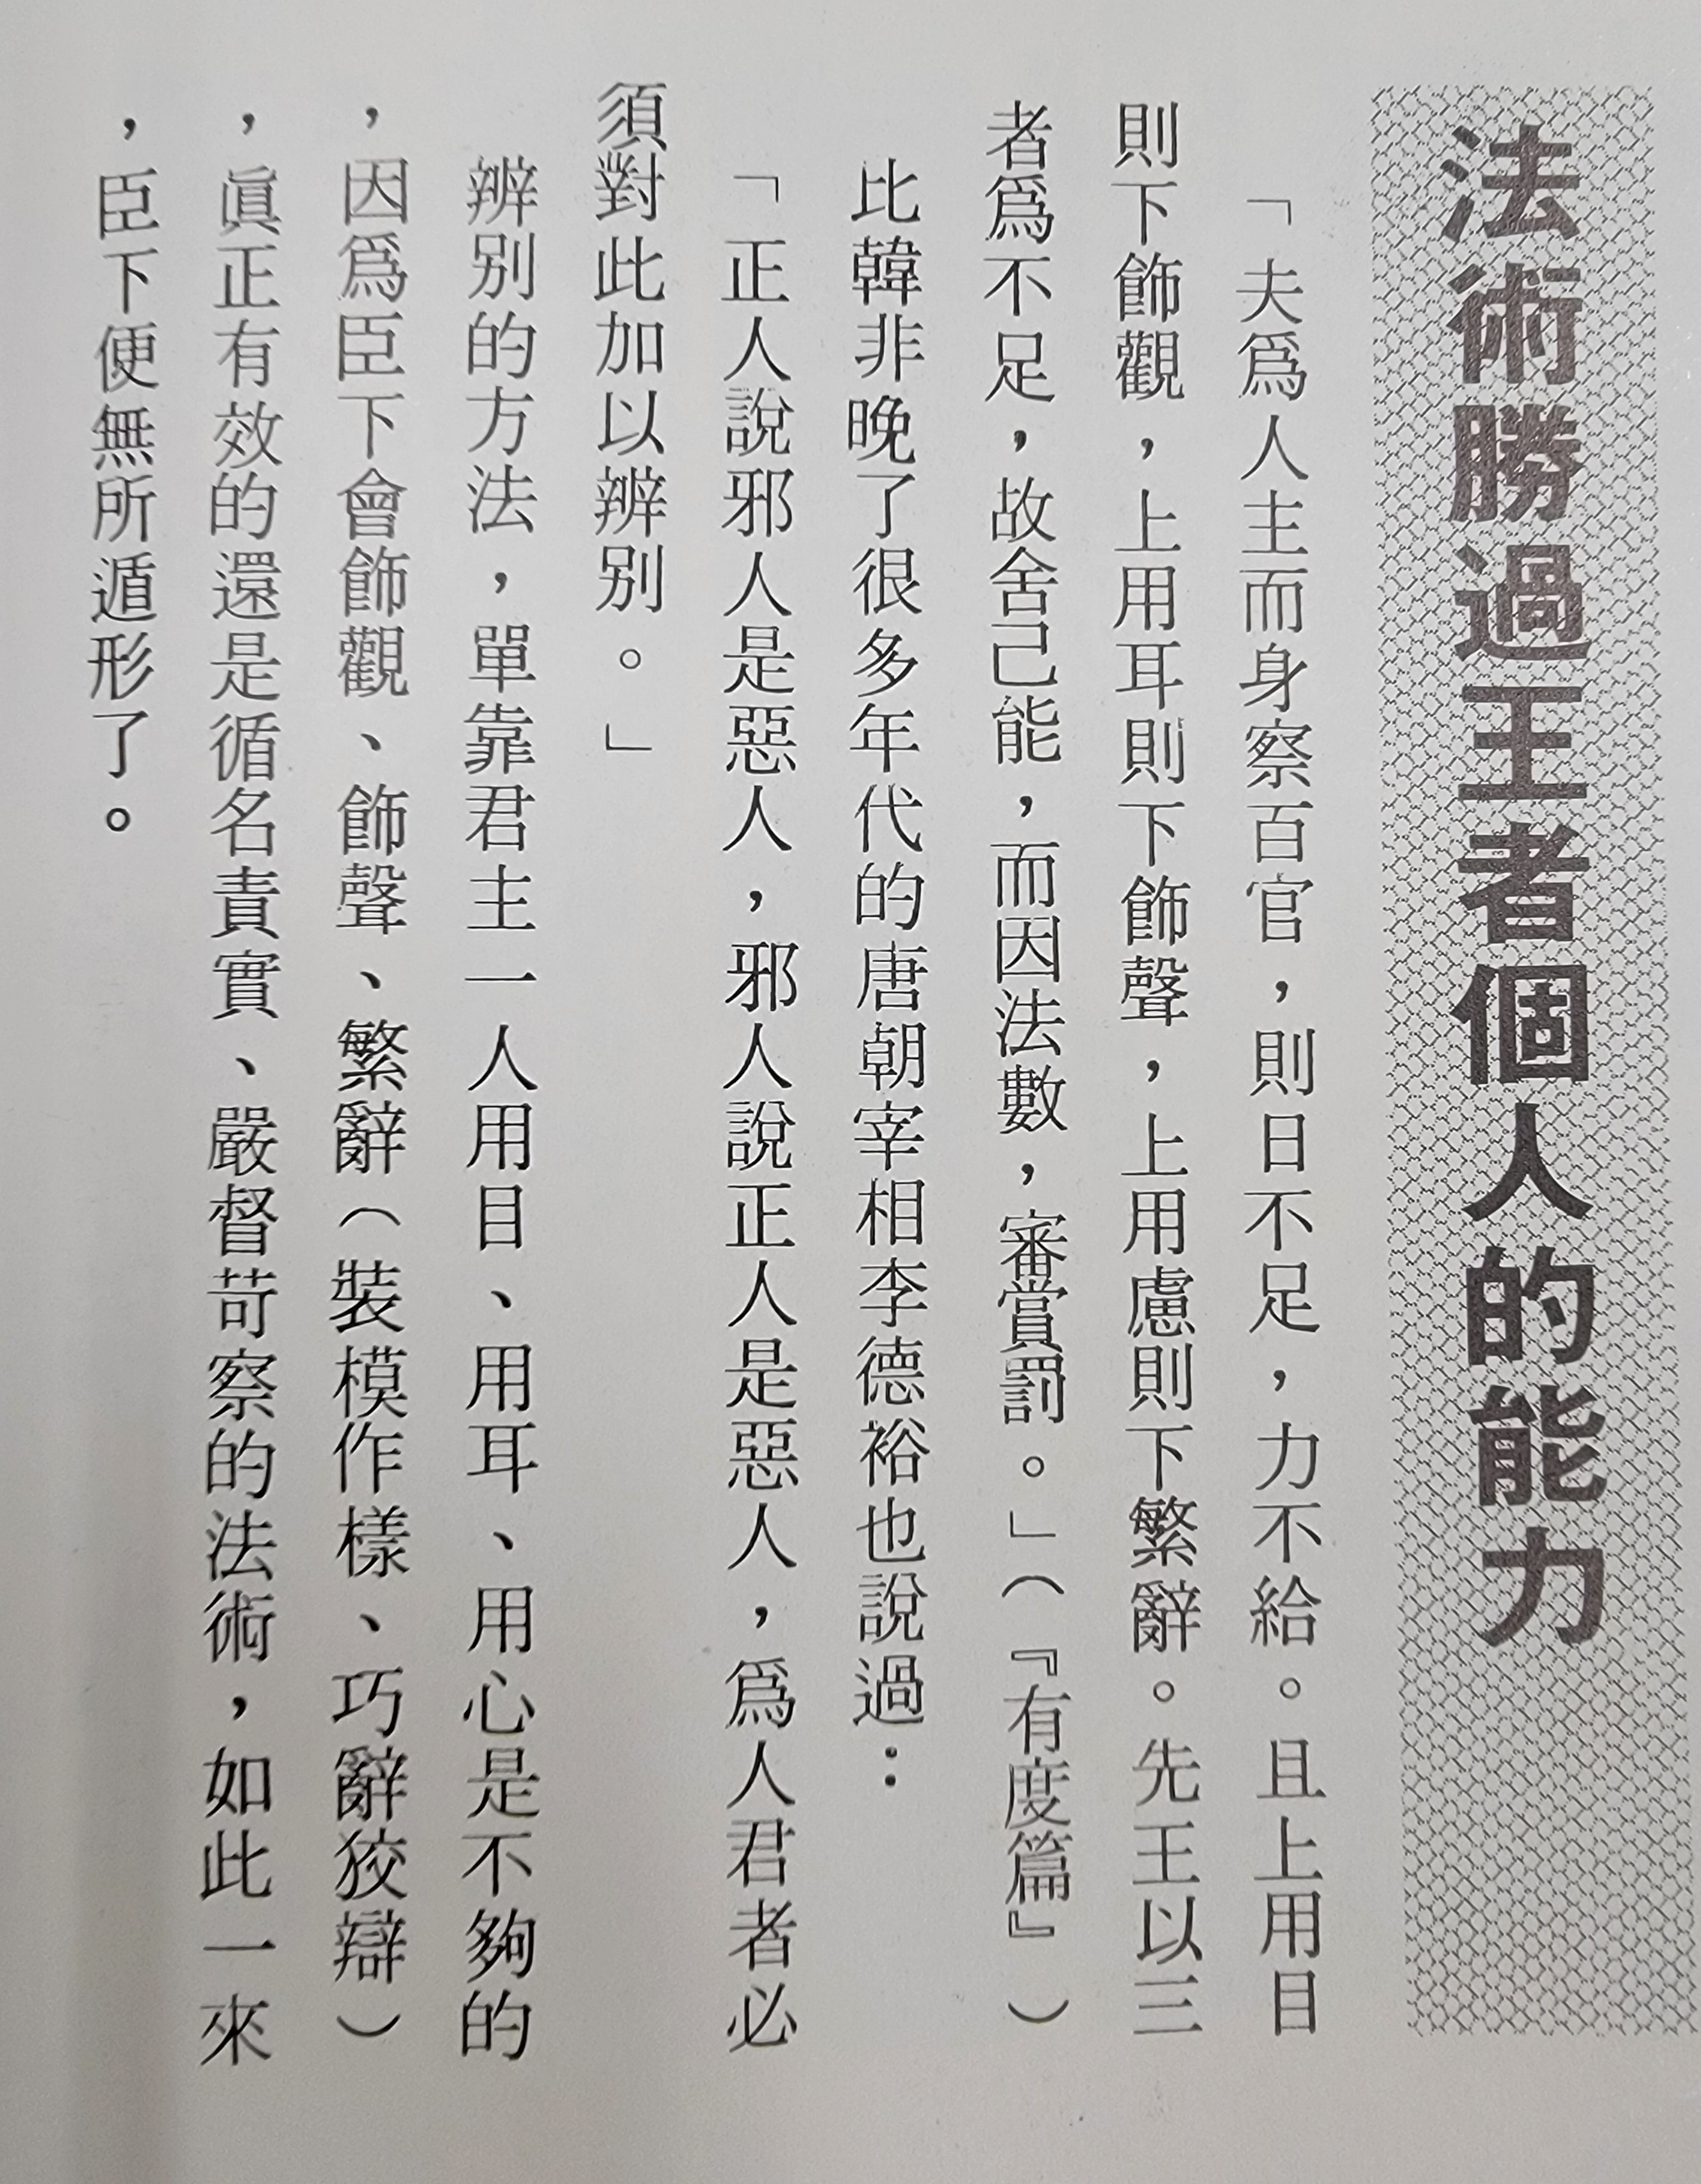 法術勝過王者個人的能力
「夫爲人主而身察百官，則日不足，力不給。且上用目
則下飾觀，上用耳則下飾聲，上用慮則下繁辭。先王以三
者爲不足，故舍己能，而因法數，審賞罰。」（『有度篇』）
比韓非晚了很多年代的唐朝宰相李德裕也說過：
「正人說邪人是惡人，邪人說正人是惡人，爲人君者必
須對此加以辨別。」
辨別的方法，單靠君主一人用目、用耳、用心是不夠的
，因爲臣下會飾觀、飾聲、繁辭（裝模作樣、巧辭狡辯）
，眞正有效的還是循名責實、嚴督苛察的法術，如此一來
，臣下便無所遁形了。